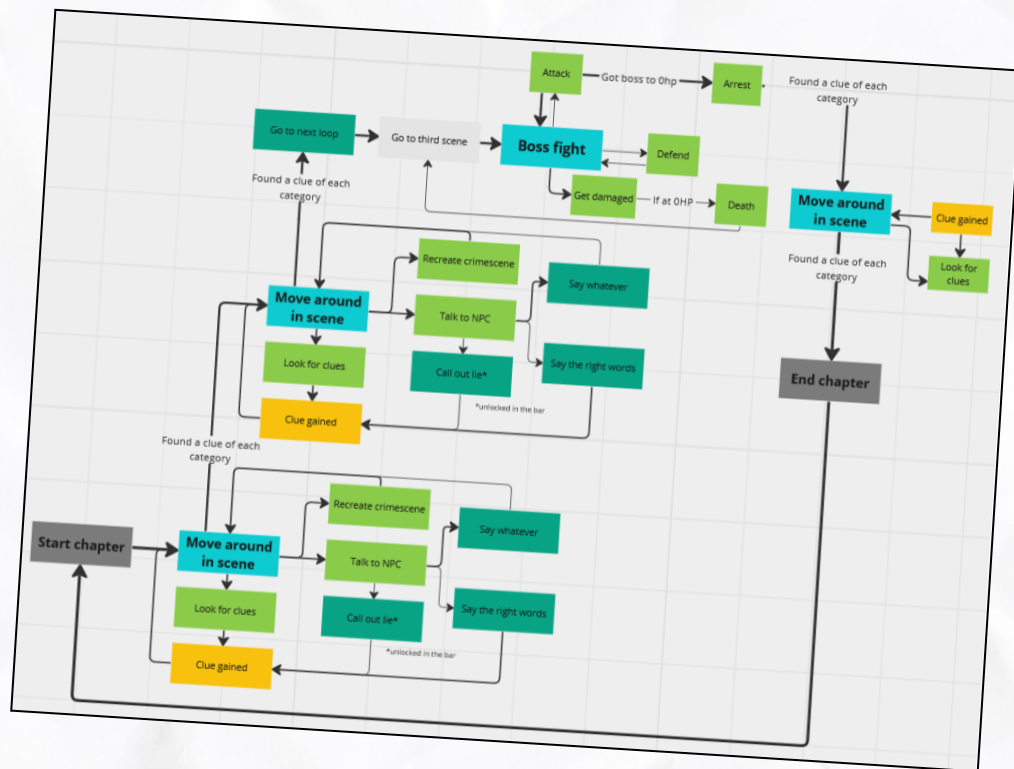 Attack
Got boss to 0hp
Arrest
Found a clue of each
category
Go to next loop
Go to third scene
Boss fight
Defend
Get damaged
If at 0HP
Death
Found a clue of each
category
Move around
in scene
Clue gained
Look for
clues
Found a clue of each
category
End chapter
Recreate crimescene
Move around
in scene
Talk to NPC
Say whatever
Look for clues
Call out lie*
Say the right words
*unlocked in the bar
Clue gained
Found a clue of each
category
Start chapter
Move around
in scene
Recreate crimescene
Talk to NPC
Say whatever
Look for clues
Call out lie*
Say the right words
*unlocked in the bar
Clue gained